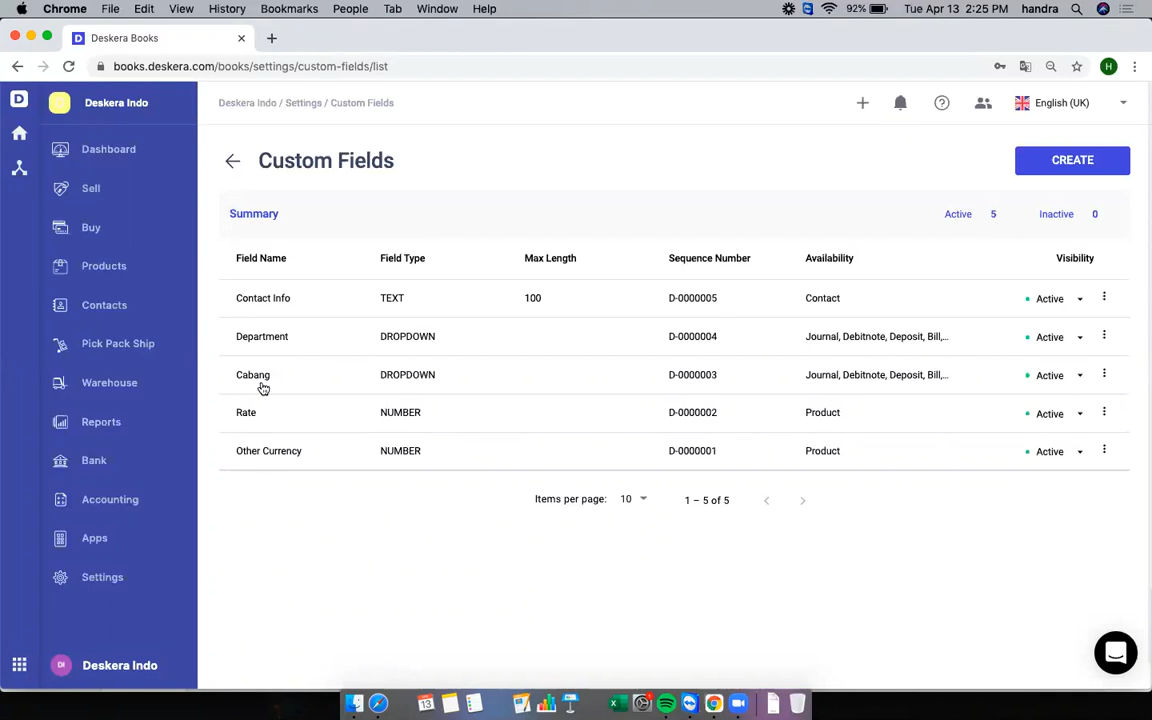 Chrome File Edit View History Bookmarks People Tab Window Help 92% Tue Apr 13 2:25 PM handra
D Deskera Books
books.deskera.com/books/settings/custom-fields/list H
D Deskera Indo Deskera Indo / Settings / Custom Fields English (UK)
Dashboard
Sell
Buy
Products
Contacts
Pick Pack Ship
Warehouse
Reports
Bank
Accounting
Apps
Settings
DI Deskera Indo
Custom Fields CREATE
Summary Active 5 Inactive 0
Field Name Field Type Max Length Sequence Number Availability Visibility
Contact Info TEXT 100 D-0000005 Contact Active
Department DROPDOWN D-0000004 Journal, Debitnote, Deposit, Bill,... Active
Cabang DROPDOWN D-0000003 Journal, Debitnote, Deposit, Bill,... Active
Rate NUMBER D-0000002 Product Active
Other Currency NUMBER D-0000001 Product Active
Items per page: 10 1 – 5 of 5
13